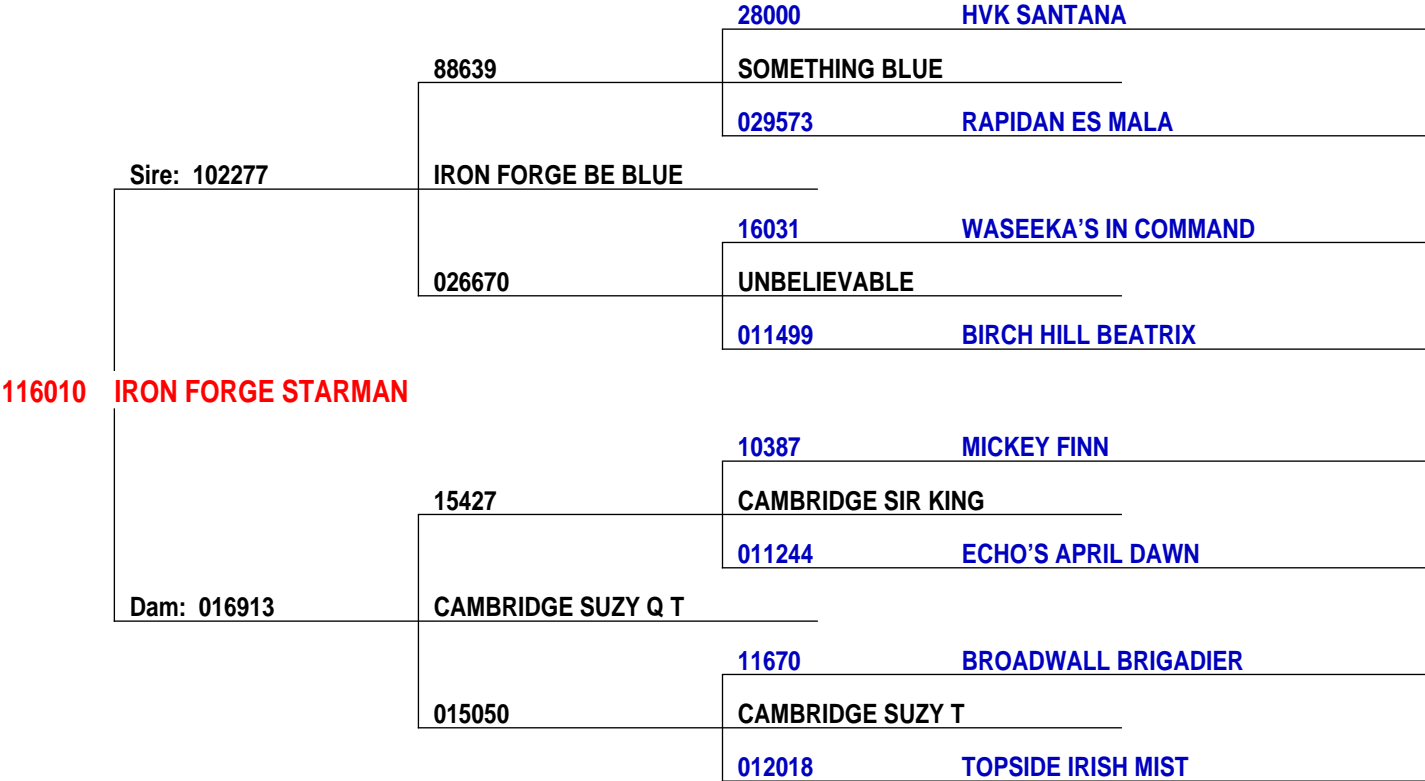 28000 HVK SANTANA
88639 SOMETHING BLUE
029573 RAPIDAN ES MALA
Sire: 102277 IRON FORGE BE BLUE
16031 WASEEKA’S IN COMMAND
026670 UNBELIEVABLE
011499 BIRCH HILL BEATRIX
116010 IRON FORGE STARMAN
10387 MICKEY FINN
15427 CAMBRIDGE SIR KING
011244 ECHO’S APRIL DAWN
Dam: 016913 CAMBRIDGE SUZY Q T
11670 BROADWALL BRIGADIER
015050 CAMBRIDGE SUZY T
012018 TOPSIDE IRISH MIST